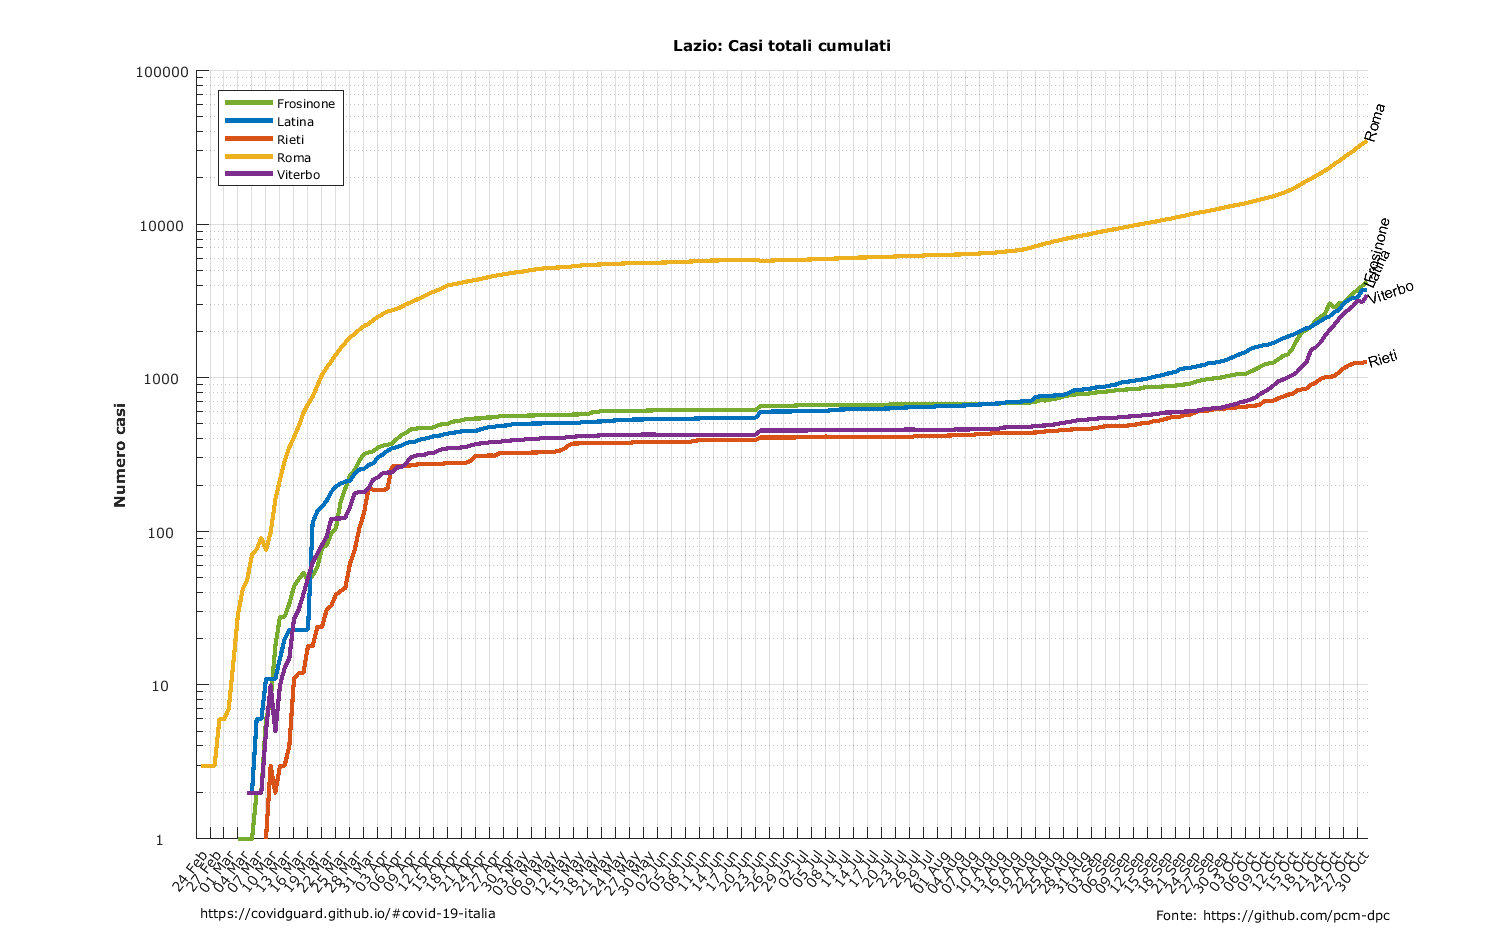 Lazio: Casi totali cumulati
100000
10000
1000
100
10
1
Numero casi
Frosinone
Latina
Rieti
Roma
Viterbo
Roma
Frosinone
Latina
Viterbo
Rieti
24 Feb
27 Feb
01 Mar
04 Mar
07 Mar
10 Mar
13 Mar
16 Mar
19 Mar
22 Mar
25 Mar
28 Mar
31 Mar
03 Apr
06 Apr
09 Apr
12 Apr
15 Apr
18 Apr
21 Apr
24 Apr
27 Apr
30 Apr
03 May
06 May
09 May
12 May
15 May
18 May
21 May
24 May
27 May
30 May
02 Jun
05 Jun
08 Jun
11 Jun
14 Jun
17 Jun
20 Jun
23 Jun
26 Jun
29 Jun
02 Jul
05 Jul
08 Jul
11 Jul
14 Jul
17 Jul
20 Jul
23 Jul
26 Jul
29 Jul
01 Aug
04 Aug
07 Aug
10 Aug
13 Aug
16 Aug
19 Aug
22 Aug
25 Aug
28 Aug
31 Aug
03 Sep
06 Sep
09 Sep
12 Sep
15 Sep
18 Sep
21 Sep
24 Sep
27 Sep
30 Sep
03 Oct
06 Oct
09 Oct
12 Oct
15 Oct
18 Oct
21 Oct
24 Oct
27 Oct
30 Oct
https://covidguard.github.io/#covid-19-italia
Fonte: https://github.com/pcm-dpc